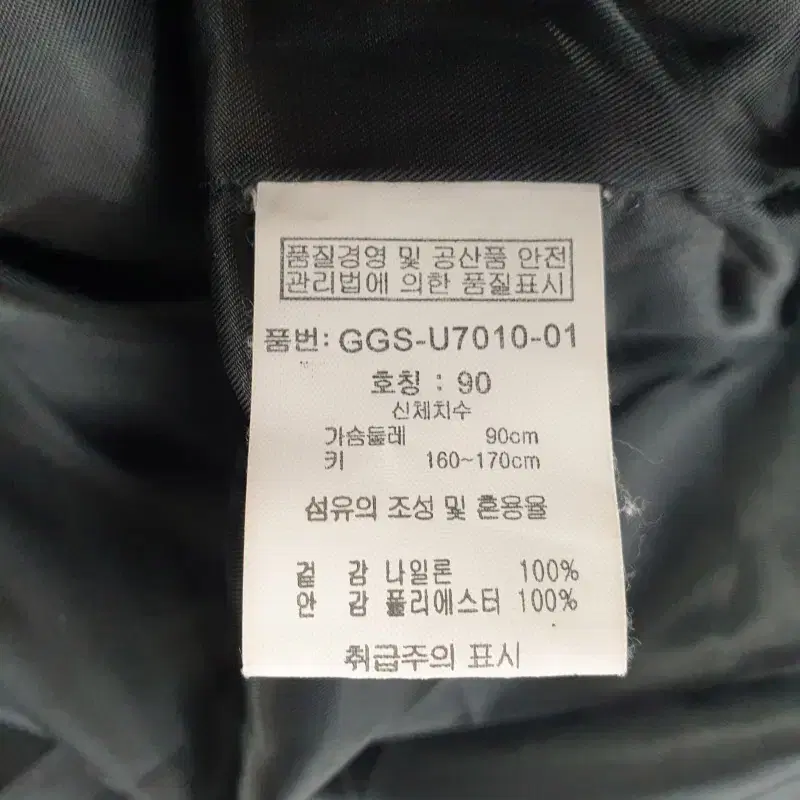 품질경영 및 공산품 안전
관리법에 의한 품질표시
품번: GGS-U7010-01
호칭 : 90
신체치수
가슴둘레 90cm
키 160~170cm
섬유의 조성 및 혼용율
겉 감 나일론 100%
안 감 폴리에스터 100%
취급주의 표시